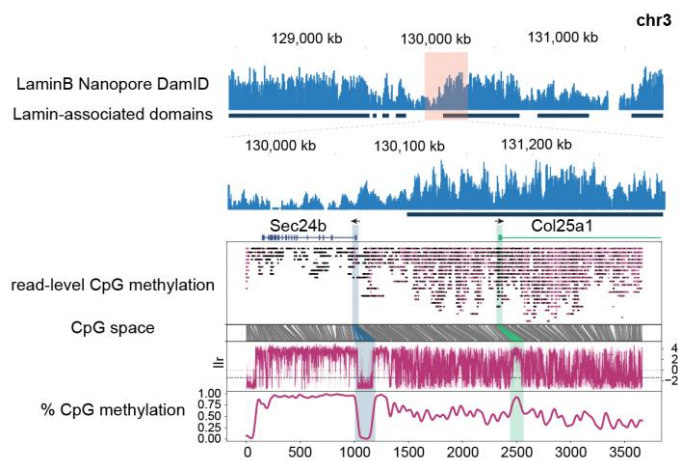 chr3
129,000 kb 130,000 kb 131,000 kb
LaminB Nanopore DamID
Lamin-associated domains
130,000 kb 130,100 kb 131,200 kb
Sec24b Col25a1
read-level CpG methylation
CpG space
llr
4
2
0
−2
% CpG methylation
1.00
0.75
0.50
0.25
0.00
0 500 1000 1500 2000 2500 3000 3500